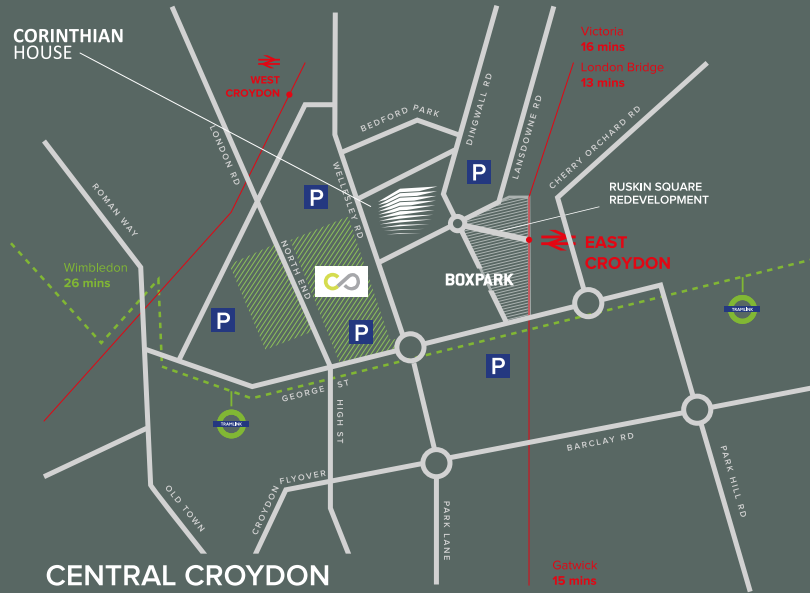 CORINTHIAN
HOUSE
WEST
CROYDON
Victoria
16 mins
London Bridge
13 mins
BEDFORD PARK
DINGWALL RD
LANSDOWNE RD
CHERRY ORCHARD RD
LONDON RD
ROMAN WAY
WELLESLEY RD
P
P
RUSKIN SQUARE
REDEVELOPMENT
EAST
CROYDON
Wimbledon
26 mins
NORTH END
BOXPARK
P
P
P
TRAMLINK
GEORGE ST
HIGH ST
TRAMLINK
BARCLAY RD
CROYDON FLYOVER
OLD TOWN
PARK LANE
PARK HILL RD
CENTRAL CROYDON
Gatwick
15 mins